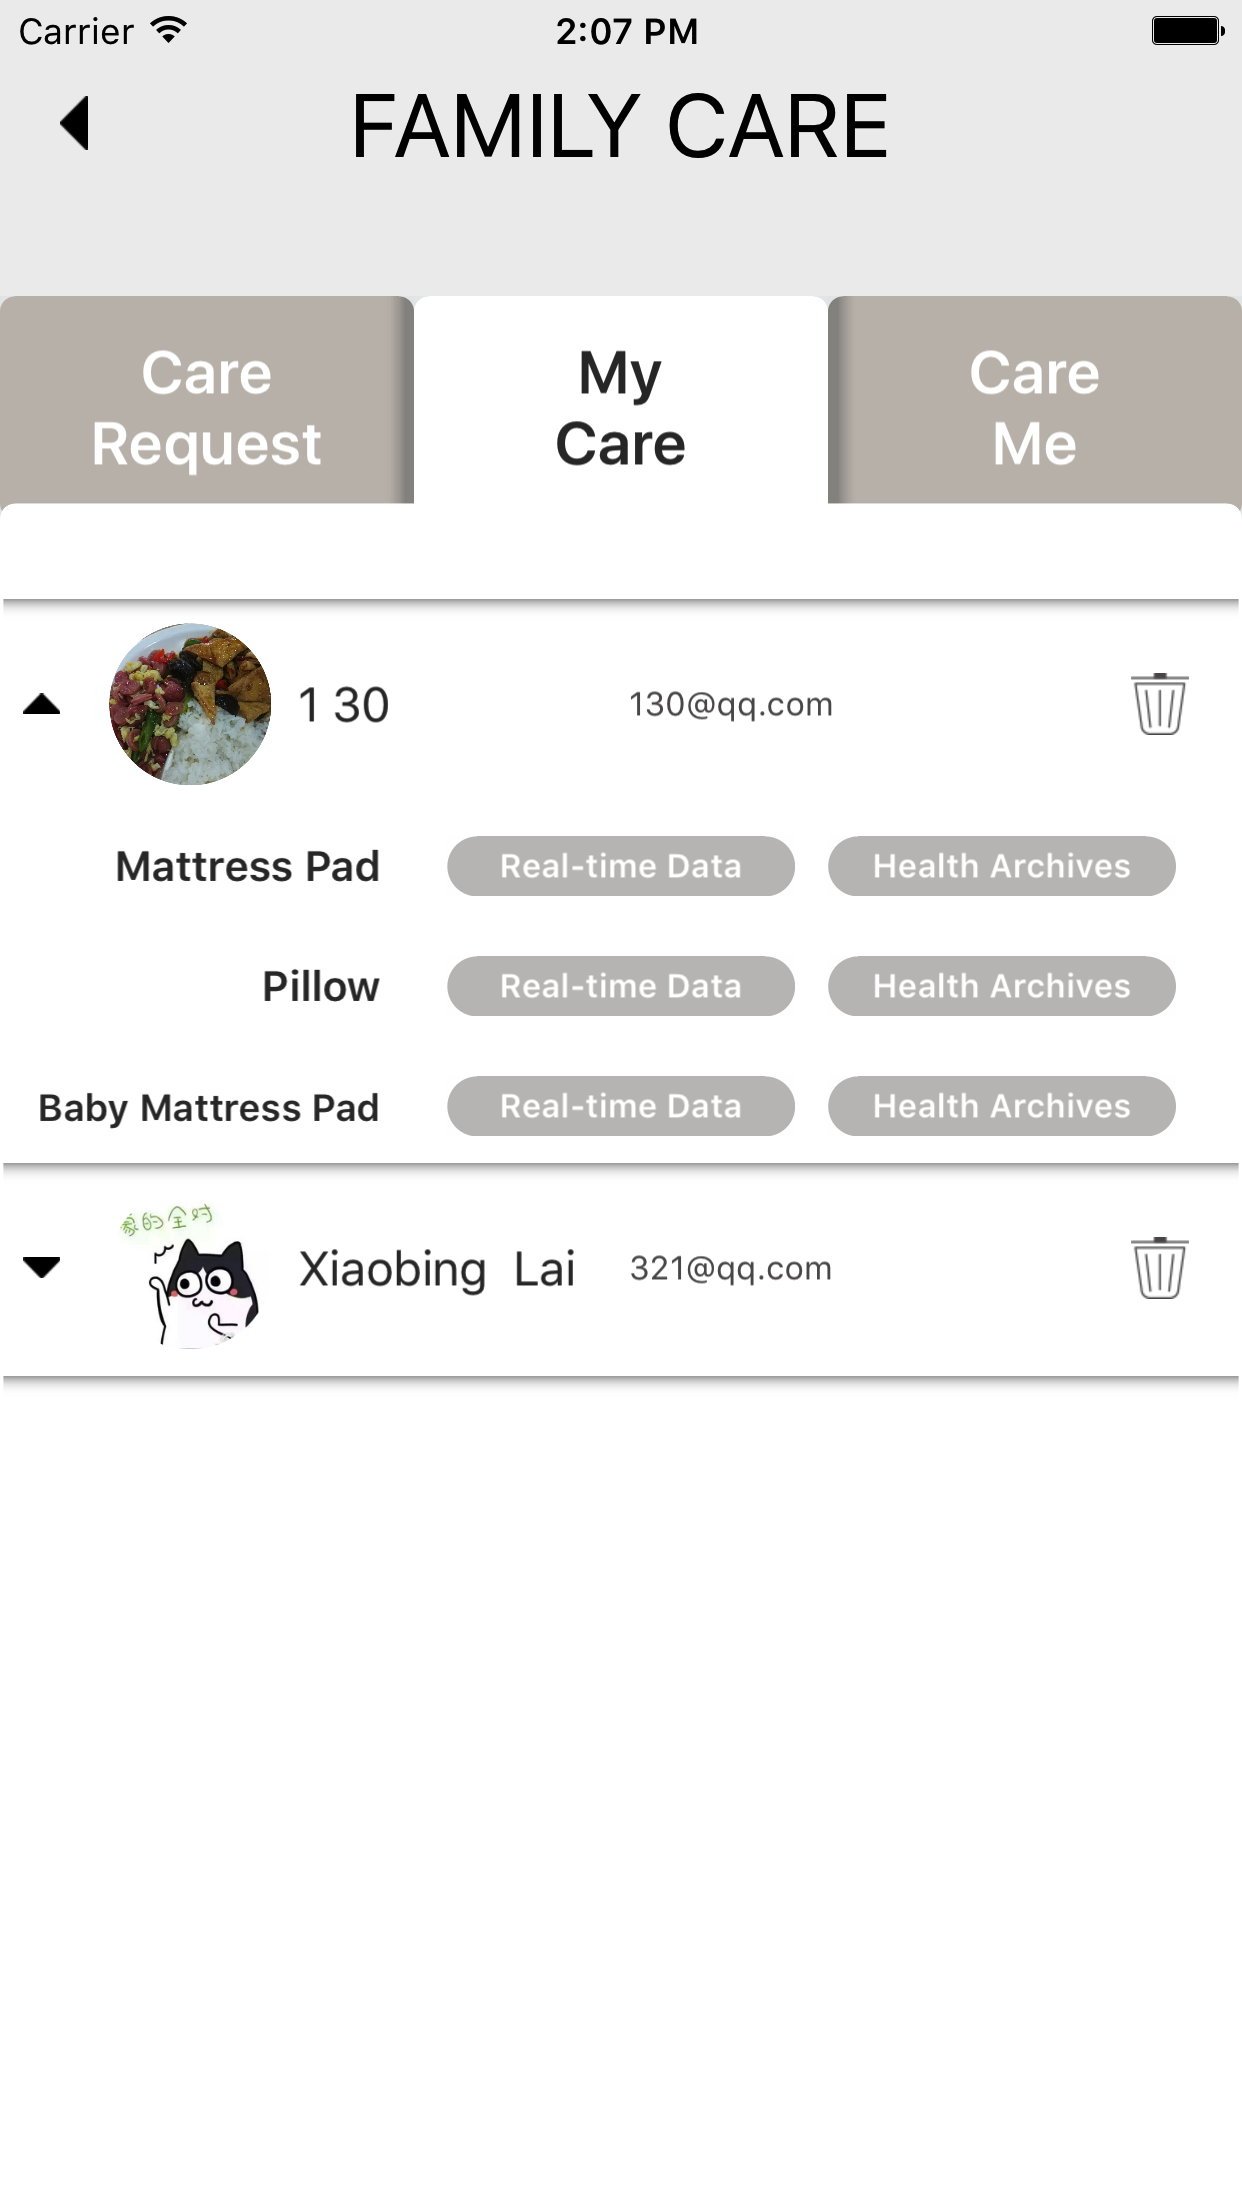 Carrier 2:07 PM
FAMILY CARE
Care
Request
My
Care
Care
Me
1 30 130@qq.com
Mattress Pad Real-time Data Health Archives
Pillow Real-time Data Health Archives
Baby Mattress Pad Real-time Data Health Archives
家的全对
Xiaobing Lai 321@qq.com